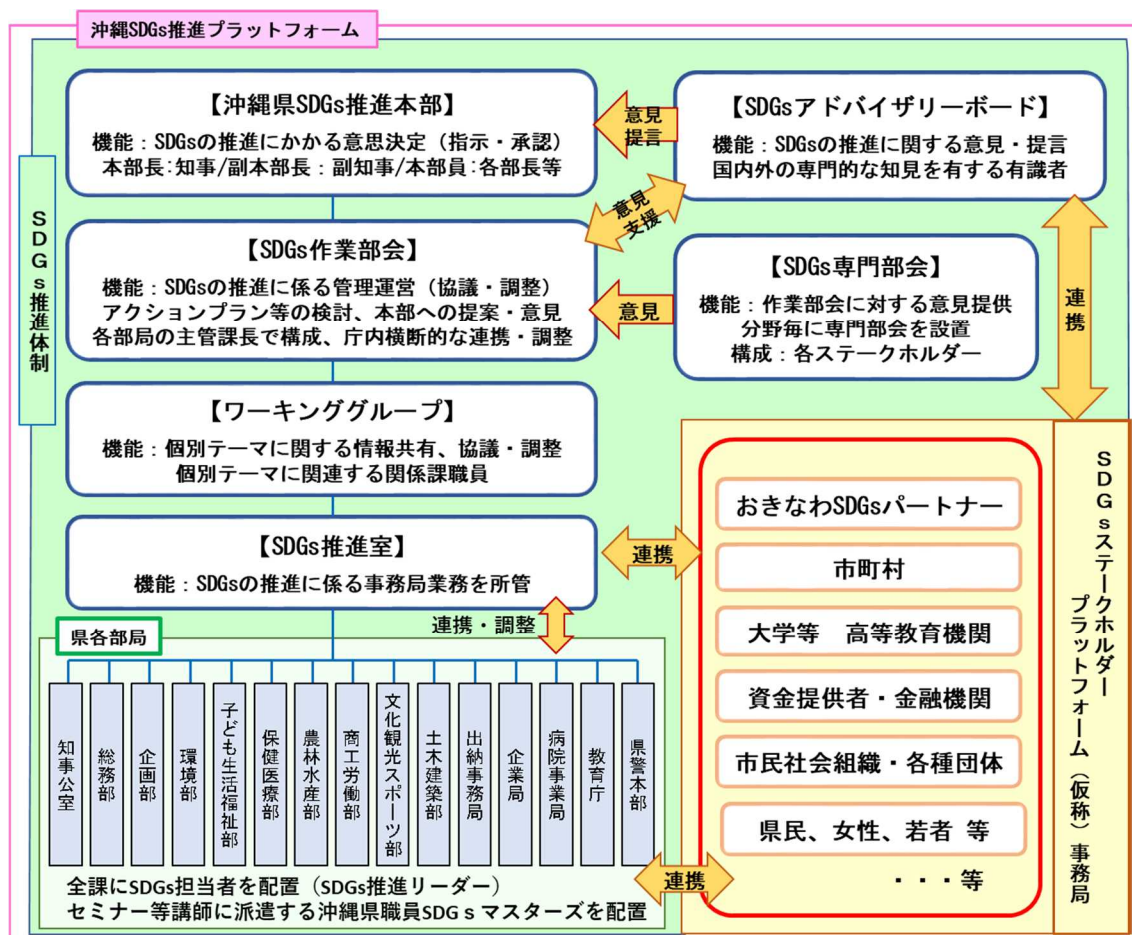 沖縄SDGs推進プラットフォーム
SDGs推進体制
【沖縄県SDGs推進本部】
機能：SDGsの推進にかかる意思決定（指示・承認）
本部長：知事/副本部長：副知事/本部員：各部長等
意見
提言
【SDGsアドバイザリーボード】
機能：SDGsの推進に関する意見・提言
国内外の専門的な知見を有する有識者
意見
支援
【SDGs作業部会】
機能：SDGsの推進に係る管理運営（協議・調整）
アクションプラン等の検討、本部への提案・意見
各部局の主管課長で構成、庁内横断的な連携・調整
意見
【SDGs専門部会】
機能：作業部会に対する意見提供
分野毎に専門部会を設置
構成：各ステークホルダー
連携
【ワーキンググループ】
機能：個別テーマに関する情報共有、協議・調整
個別テーマに関連する関係課職員
【SDGs推進室】
機能：SDGsの推進に係る事務局業務を所管
連携
連携・調整
県各部局
知事公室
総務部
企画部
環境部
子ども生活福祉部
保健医療部
農林水産部
商工労働部
文化観光スポーツ部
土木建築部
出納事務局
企業局
病院事業局
教育庁
県警本部
全課にSDGs担当者を配置（SDGs推進リーダー）
セミナー等講師に派遣する沖縄県職員SDGｓマスターズを配置
連携
おきなわSDGsパートナー
市町村
大学等　高等教育機関
資金提供者・金融機関
市民社会組織・各種団体
県民、女性、若者 等
・・・等
SDGsステークホルダー
プラットフォーム（仮称）事務局